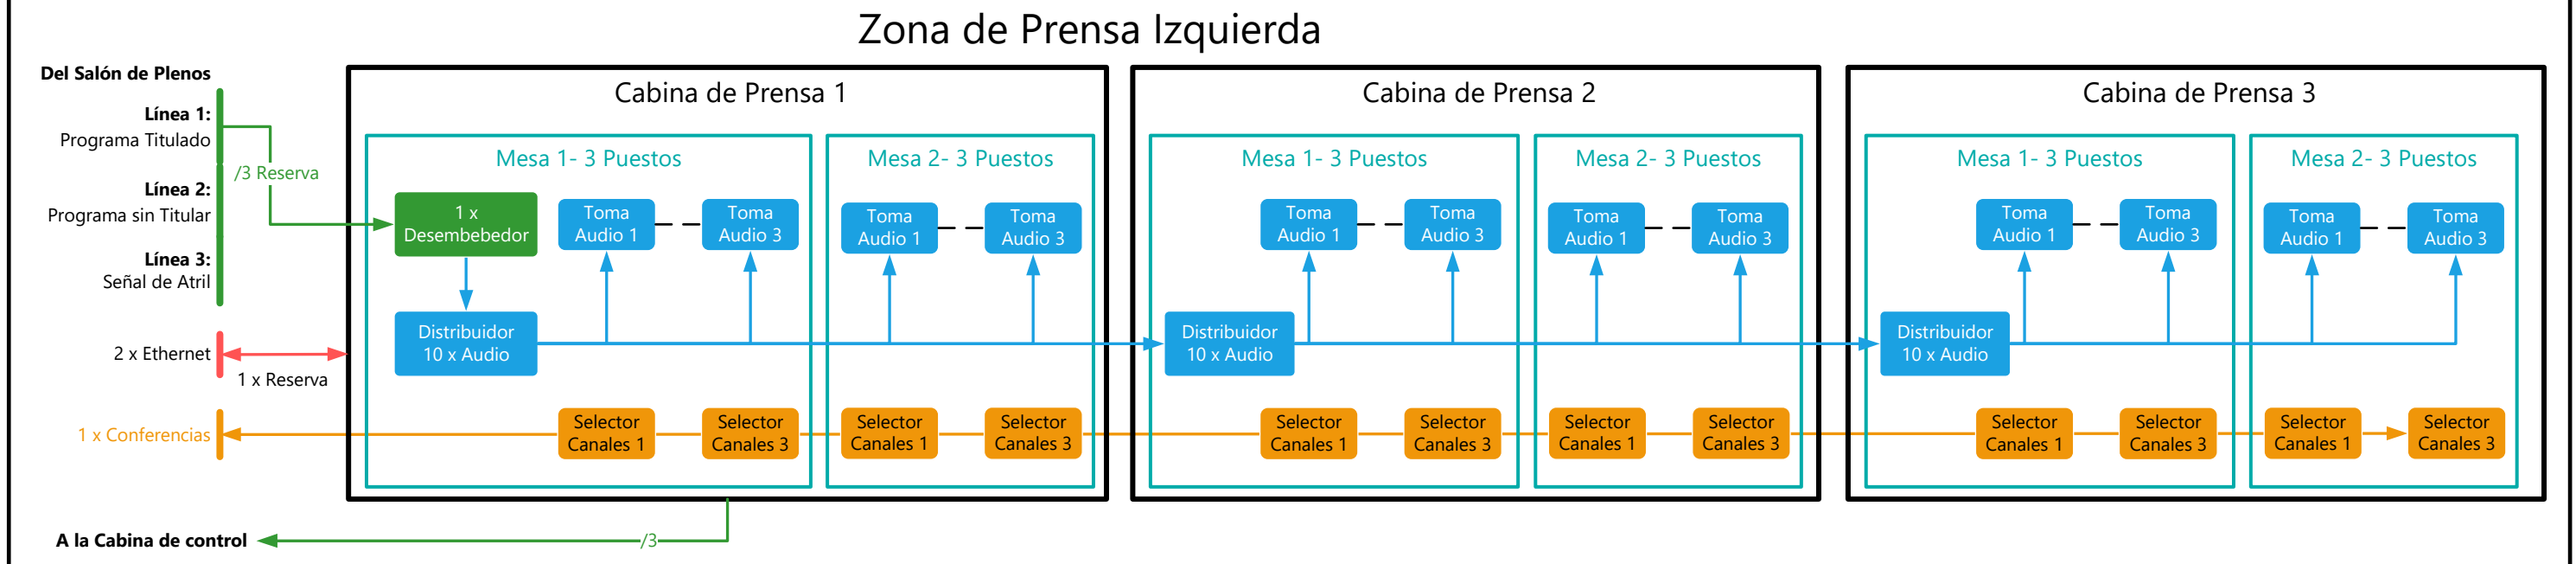 Zona de Prensa Izquierda
Del Salón de Plenos
Línea 1:
Programa Titulado
/3 Reserva
Línea 2:
Programa sin Titular
Línea 3:
Señal de Atril
2 x Ethernet
1 x Reserva
1 x Conferencias
A la Cabina de control
/3
Cabina de Prensa 1
Mesa 1- 3 Puestos
1 x
Desembebedor
Toma
Audio 1
Toma
Audio 3
Distribuidor
10 x Audio
Selector
Canales 1
Selector
Canales 3
Mesa 2- 3 Puestos
Toma
Audio 1
Toma
Audio 3
Selector
Canales 1
Selector
Canales 3
Cabina de Prensa 2
Mesa 1- 3 Puestos
Toma
Audio 1
Toma
Audio 3
Distribuidor
10 x Audio
Selector
Canales 1
Selector
Canales 3
Mesa 2- 3 Puestos
Toma
Audio 1
Toma
Audio 3
Selector
Canales 1
Selector
Canales 3
Cabina de Prensa 3
Mesa 1- 3 Puestos
Toma
Audio 1
Toma
Audio 3
Distribuidor
10 x Audio
Selector
Canales 1
Selector
Canales 3
Mesa 2- 3 Puestos
Toma
Audio 1
Toma
Audio 3
Selector
Canales 1
Selector
Canales 3